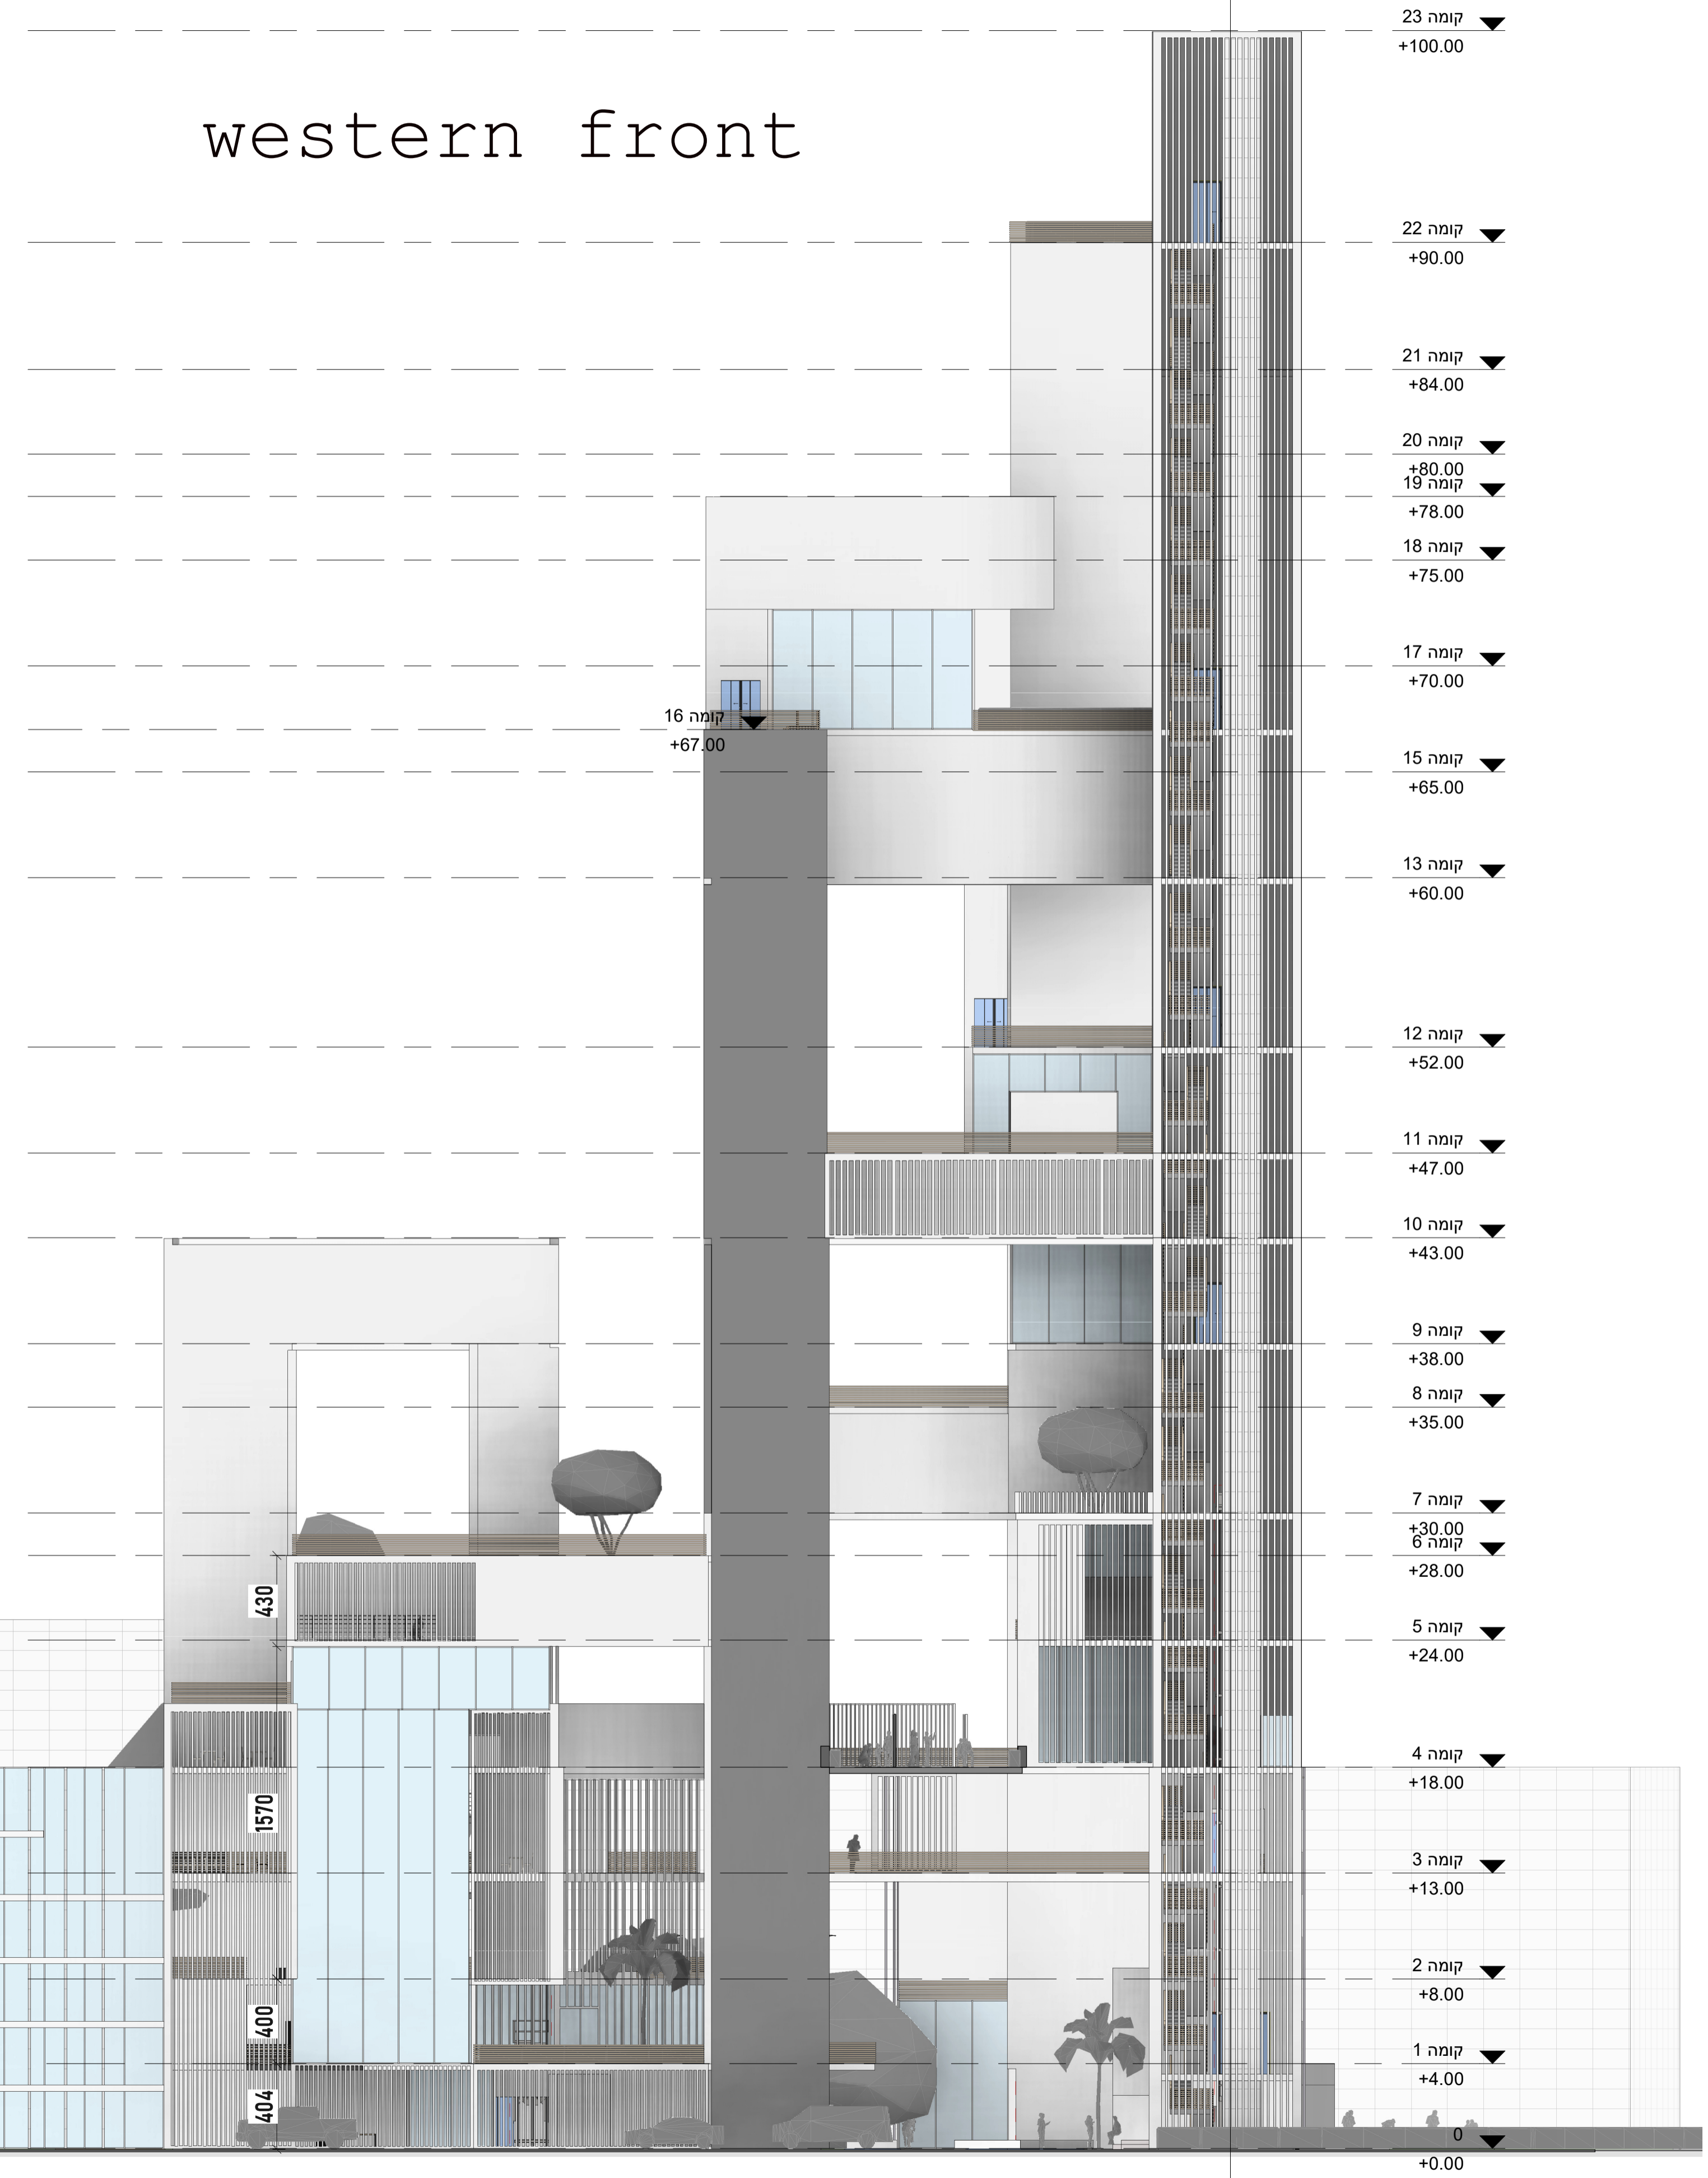 קומה 23
+100.00
western front
קומה 22
+90.00
קומה 21
+84.00
קומה 20
+80.00
קומה 19
+78.00
קומה 18
+75.00
קומה 17
+70.00
קומה 16
+67.00
קומה 15
+65.00
קומה 13
+60.00
קומה 12
+52.00
קומה 11
+47.00
קומה 10
+43.00
קומה 9
+38.00
קומה 8
+35.00
קומה 7
+30.00
קומה 6
+28.00
430
קומה 5
+24.00
קומה 4
+18.00
1570
קומה 3
+13.00
קומה 2
+8.00
400
קומה 1
+4.00
404
0
+0.00